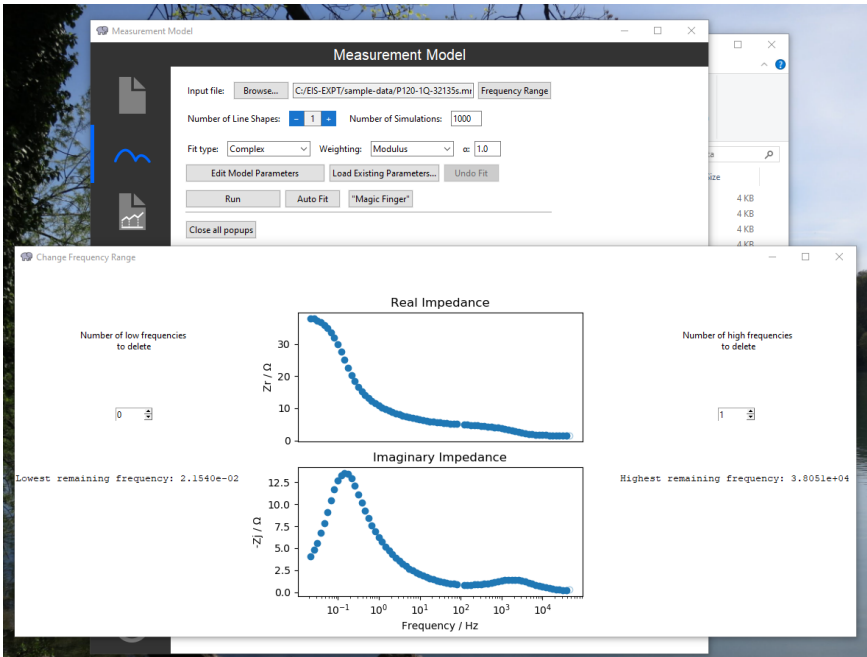 Measurement Model
Measurement Model
Input file: Browse... C:/EIS-EXPT/sample-data/P120-1Q-32135s.mr Frequency Range
Number of Line Shapes: - 1 + Number of Simulations: 1000
Fit type: Complex Weighting: Modulus α: 1.0
Edit Model Parameters Load Existing Parameters... Undo Fit
Run Auto Fit "Magic Finger"
Close all popups
ta
Size
4 KB
4 KB
4 KB
4 KB
Change Frequency Range
Number of low frequencies
to delete
0
Lowest remaining frequency: 2.1540e-02
Real Impedance
Zr / Ω
30
20
10
0
Imaginary Impedance
-Zj / Ω
12.5
10.0
7.5
5.0
2.5
0.0
10⁻¹ 10⁰ 10¹ 10² 10³ 10⁴
Frequency / Hz
Number of high frequencies
to delete
1
Highest remaining frequency: 3.8051e+04